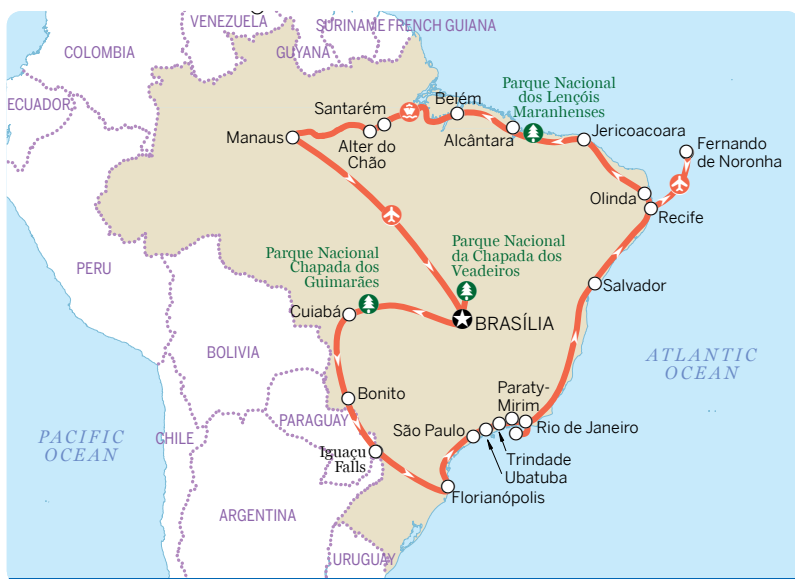 VENEZUELA
SURINAME
FRENCH GUIANA
COLOMBIA
GUYANA
ECUADOR
Parque Nacional
dos Lençóis
Maranhenses
Belém
Santarém
Manaus
Alter do
Chão
Alcântara
Jericoacoara
Fernando
de Noronha
Olinda
Recife
Parque Nacional
Chapada dos
Guimarães
Parque Nacional
da Chapada dos
Veadeiros
PERU
Salvador
Cuiabá
BRASÍLIA
BOLIVIA
ATLANTIC
OCEAN
Bonito
Paraty-
Mirim
PARAGUAY
São Paulo
Rio de Janeiro
PACIFIC
OCEAN
CHILE
Iguaçu
Falls
Trindade
Ubatuba
Florianópolis
ARGENTINA
URUGUAY